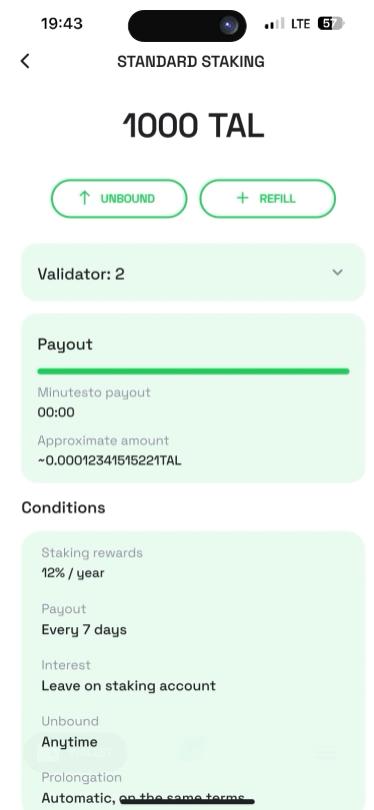 19:43
LTE
57
STANDARD STAKING
1000 TAL
UNBOUND
REFILL
Validator: 2
Payout
Minutesto payout
00:00
Approximate amount
~0.00012341515221TAL
Conditions
Staking rewards
12% / year
Payout
Every 7 days
Interest
Leave on staking account
Unbound
Anytime
Prolongation
Automatic, on the same terms